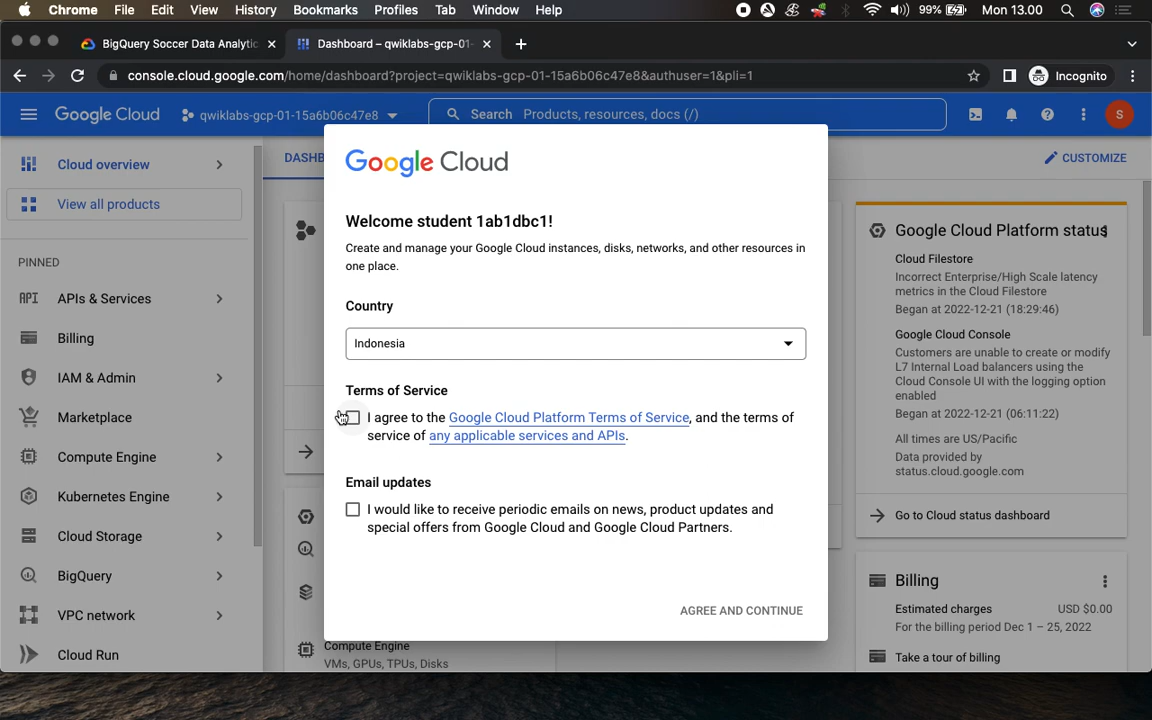 Chrome File Edit View History Bookmarks Profiles Tab Window Help 99% Mon 13.00
BigQuery Soccer Data Analytic
Dashboard – qwiklabs-gcp-01-
console.cloud.google.com/home/dashboard?project=qwiklabs-gcp-01-15a6b06c47e8&authuser=1&pli=1
Incognito
Google Cloud
qwiklabs-gcp-01-15a6b06c47e8
Search Products, resources, docs (/)
S
Cloud overview
View all products
PINNED
API APIs & Services
Billing
IAM & Admin
Marketplace
Compute Engine
Kubernetes Engine
Cloud Storage
BigQuery
VPC network
Cloud Run
DASHB
CUSTOMIZE
Google Cloud
Welcome student 1ab1dbc1!
Create and manage your Google Cloud instances, disks, networks, and other resources in
one place.
Country
Indonesia
Terms of Service
I agree to the Google Cloud Platform Terms of Service, and the terms of
service of any applicable services and APIs.
Email updates
I would like to receive periodic emails on news, product updates and
special offers from Google Cloud and Google Cloud Partners.
AGREE AND CONTINUE
Compute Engine
VMs, GPUs, TPUs, Disks
Google Cloud Platform status
Cloud Filestore
Incorrect Enterprise/High Scale latency
metrics in the Cloud Filestore
Began at 2022-12-21 (18:29:46)
Google Cloud Console
Customers are unable to create or modify
L7 Internal Load balancers using the
Cloud Console UI with the logging option
enabled
Began at 2022-12-21 (06:11:22)
All times are US/Pacific
Data provided by
status.cloud.google.com
Go to Cloud status dashboard
Billing
Estimated charges USD $0.00
For the billing period Dec 1 – 25, 2022
Take a tour of billing